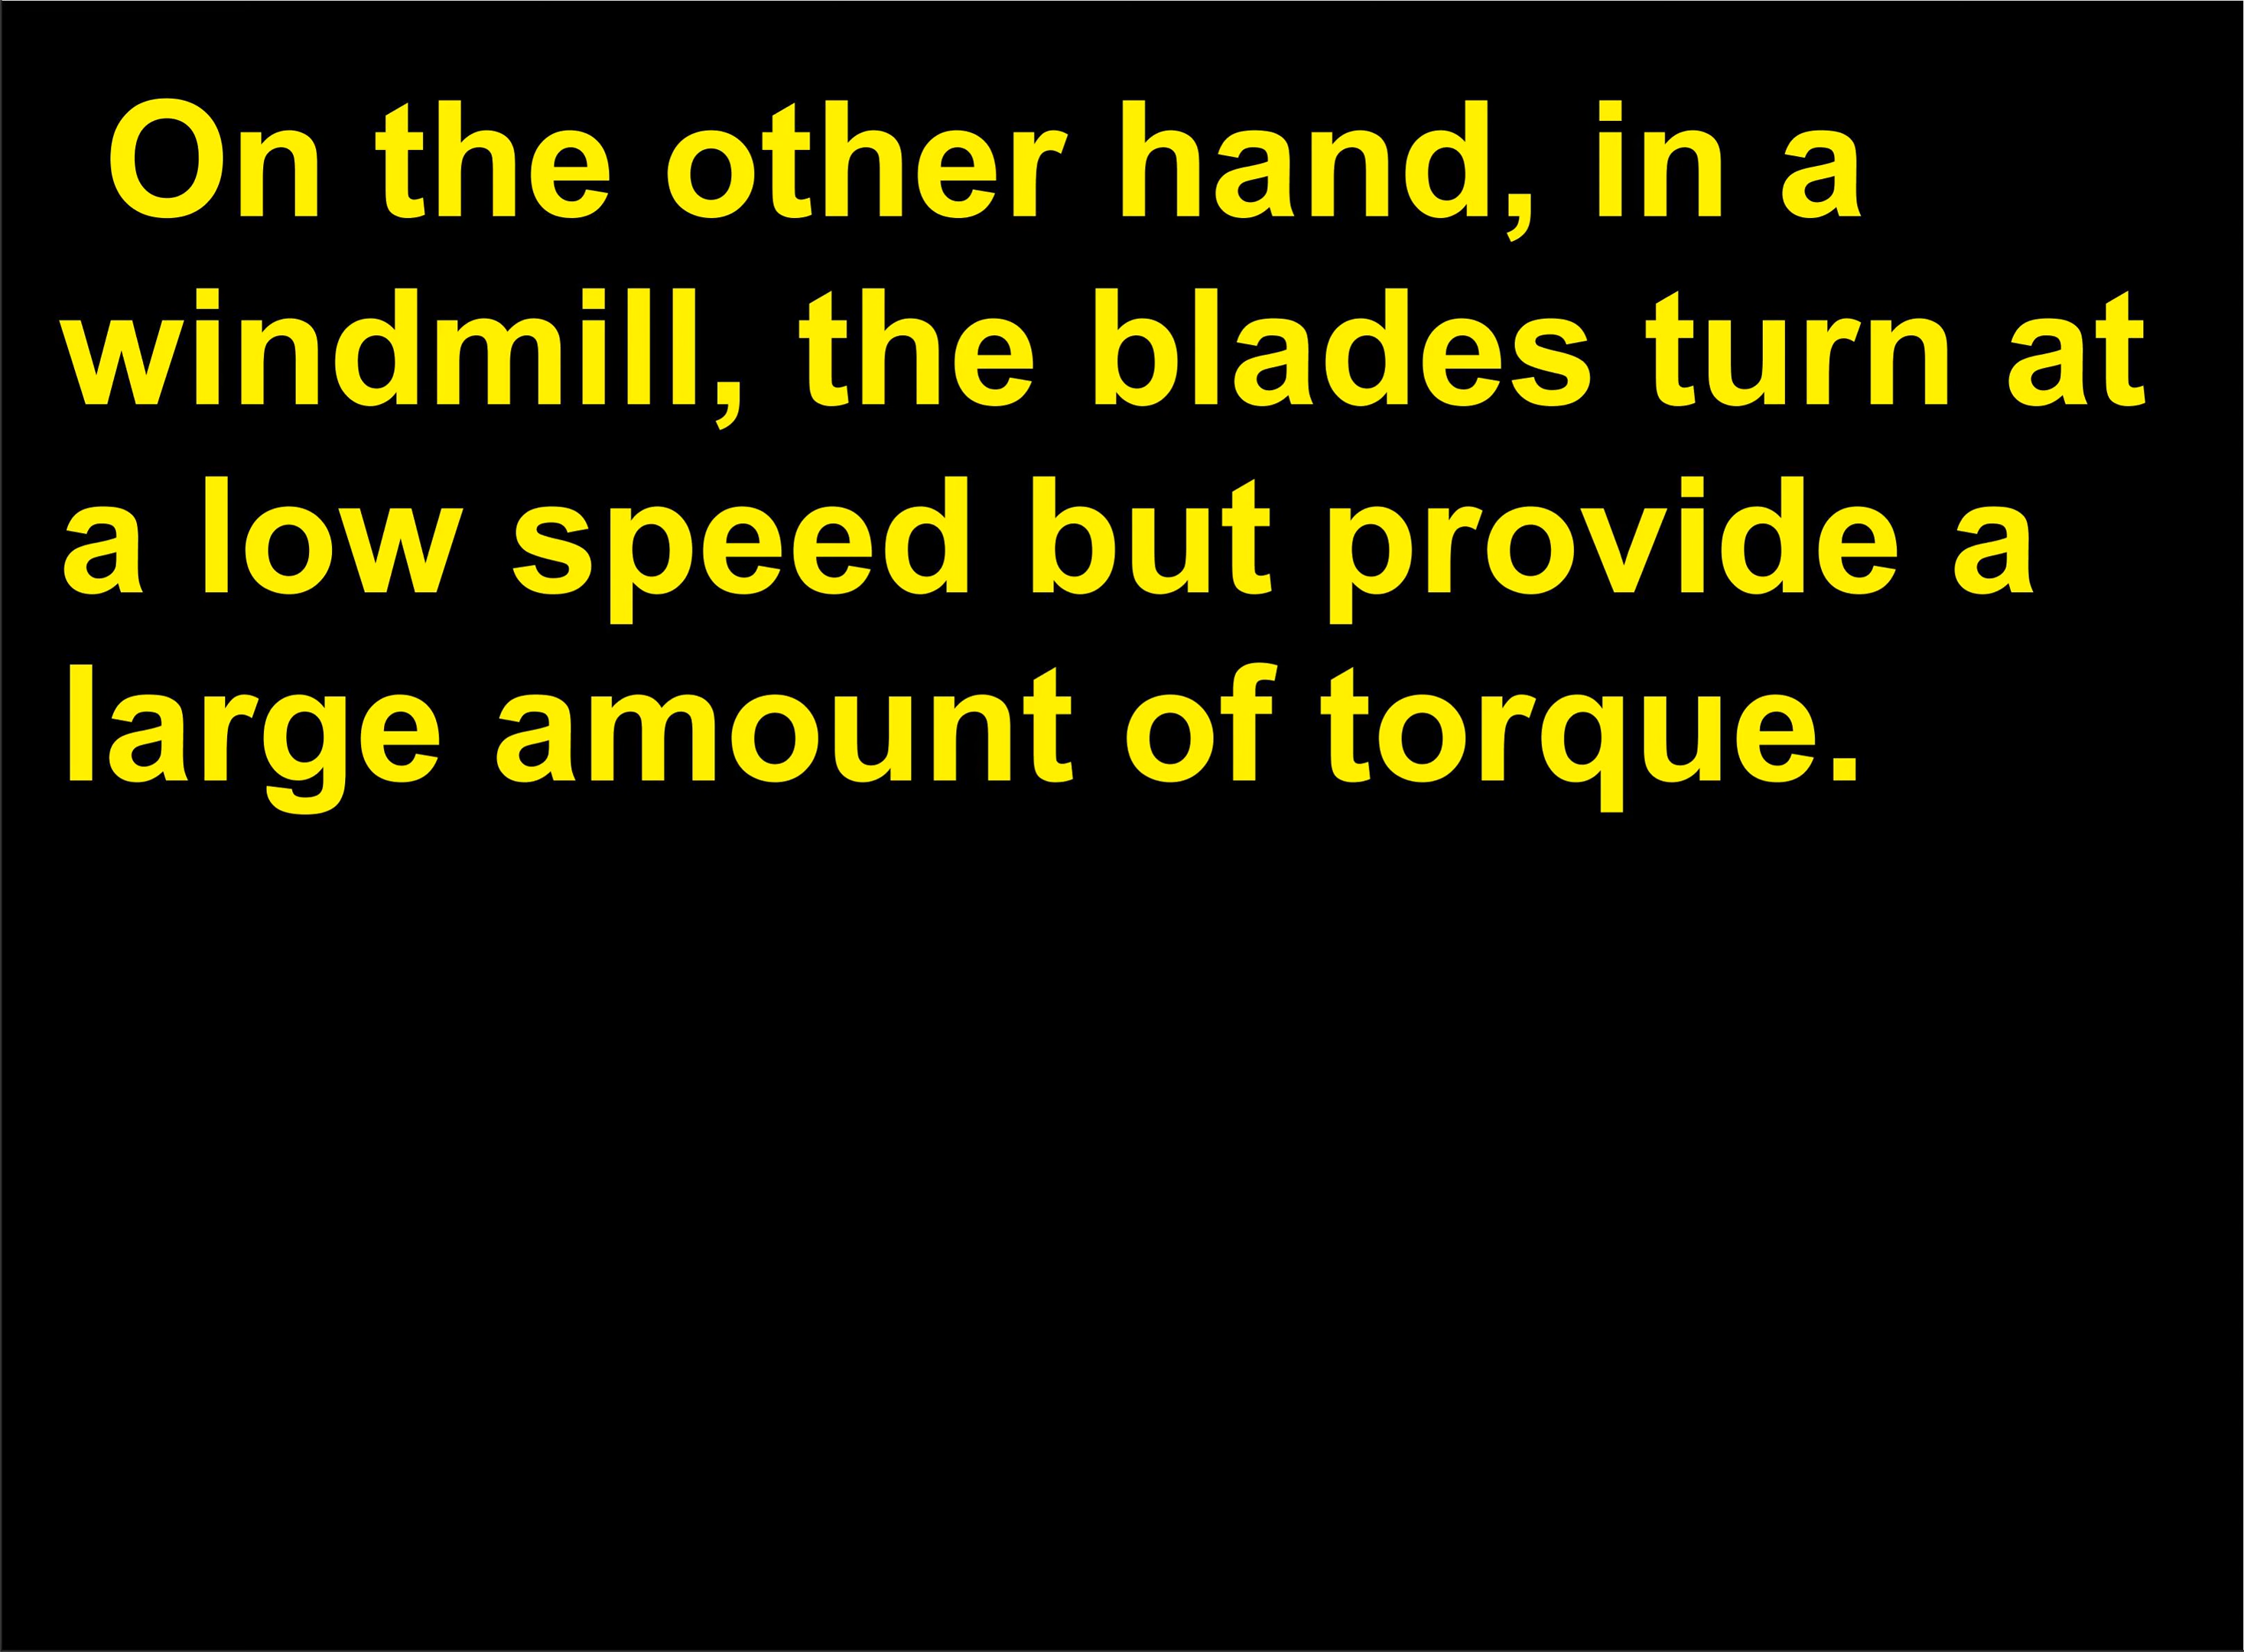 On the other hand, in a
windmill, the blades turn at
a low speed but provide a
large amount of torque.